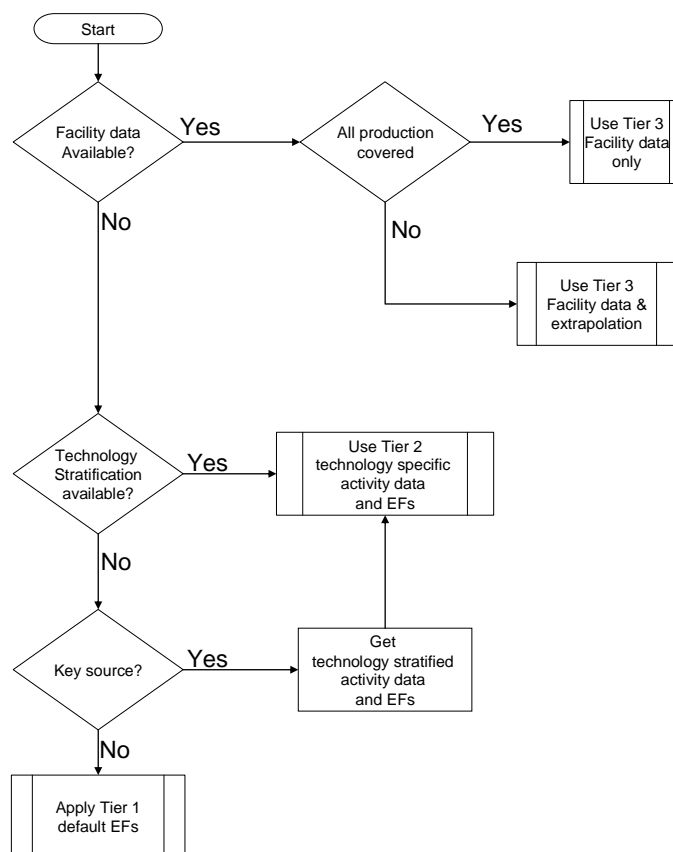 Start
Facility data
Available?
Yes
All production
covered
Yes
Use Tier 3
Facility data
only
No
No
Use Tier 3
Facility data &
extrapolation
Technology
Stratification
available?
Yes
Use Tier 2
technology specific
activity data
and EFs
No
Key source?
Yes
Get
technology stratified
activity data
and EFs
No
Apply Tier 1
default EFs